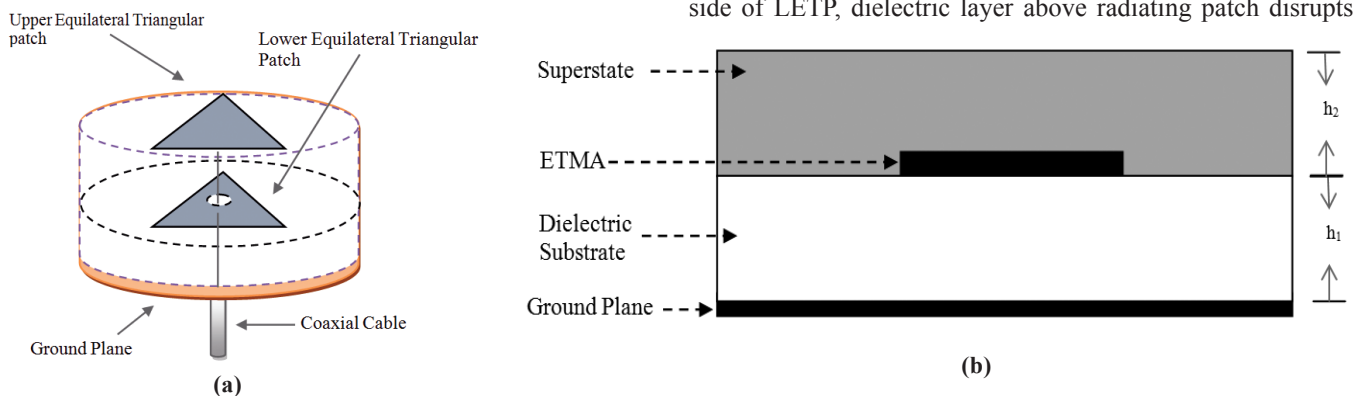 Upper Equilateral Triangular
patch
Lower Equilateral Triangular
Patch
Coaxial Cable
Ground Plane
(a)
side of LETP, dielectric layer above radiating patch disrupts
Superstate
h2
ETMA
Dielectric
Substrate
h1
Ground Plane
(b)